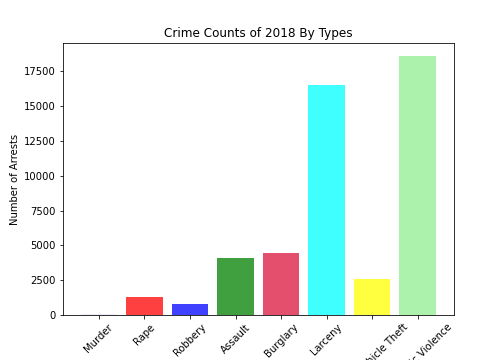 Crime Counts of 2018 By Types
Number of Arrests
17500
15000
12500
10000
7500
5000
2500
0
Murder
Rape
Robbery
Assault
Burglary
Larceny
Theft
Violence